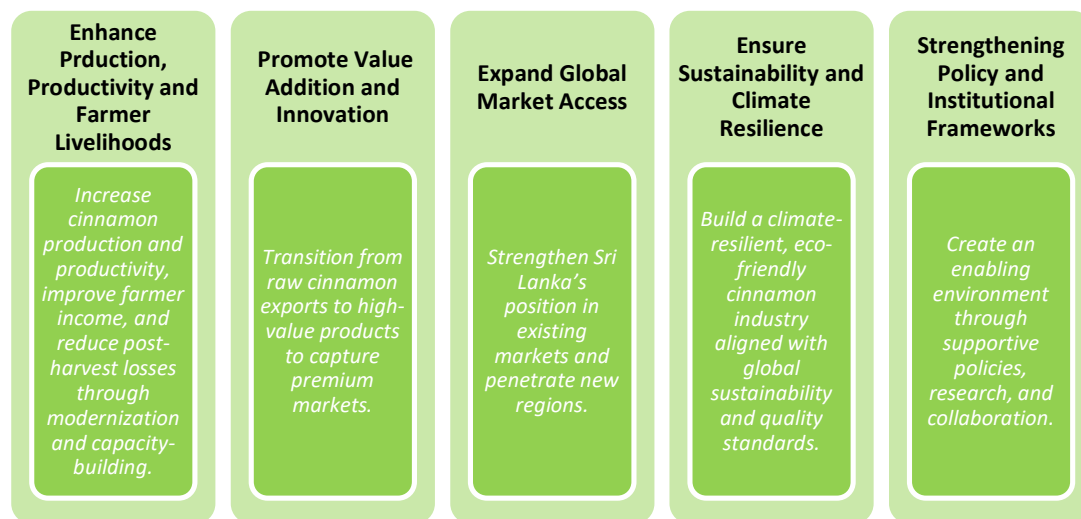 Enhance
Prduction,
Productivity and
Farmer
Livelihoods
Increase
cinnamon
production and
productivity,
improve farmer
income, and
reduce post-
harvest losses
through
modernization
and capacity-
building.
Promote Value
Addition and
Innovation
Transition from
raw cinnamon
exports to high-
value products
to capture
premium
markets.
Expand Global
Market Access
Strengthen Sri
Lanka’s
position in
existing
markets and
penetrate new
regions.
Ensure
Sustainability and
Climate
Resilience
Build a climate-
resilient, eco-
friendly
cinnamon
industry
aligned with
global
sustainability
and quality
standards.
Strengthening
Policy and
Institutional
Frameworks
Create an
enabling
environment
through
supportive
policies,
research, and
collaboration.